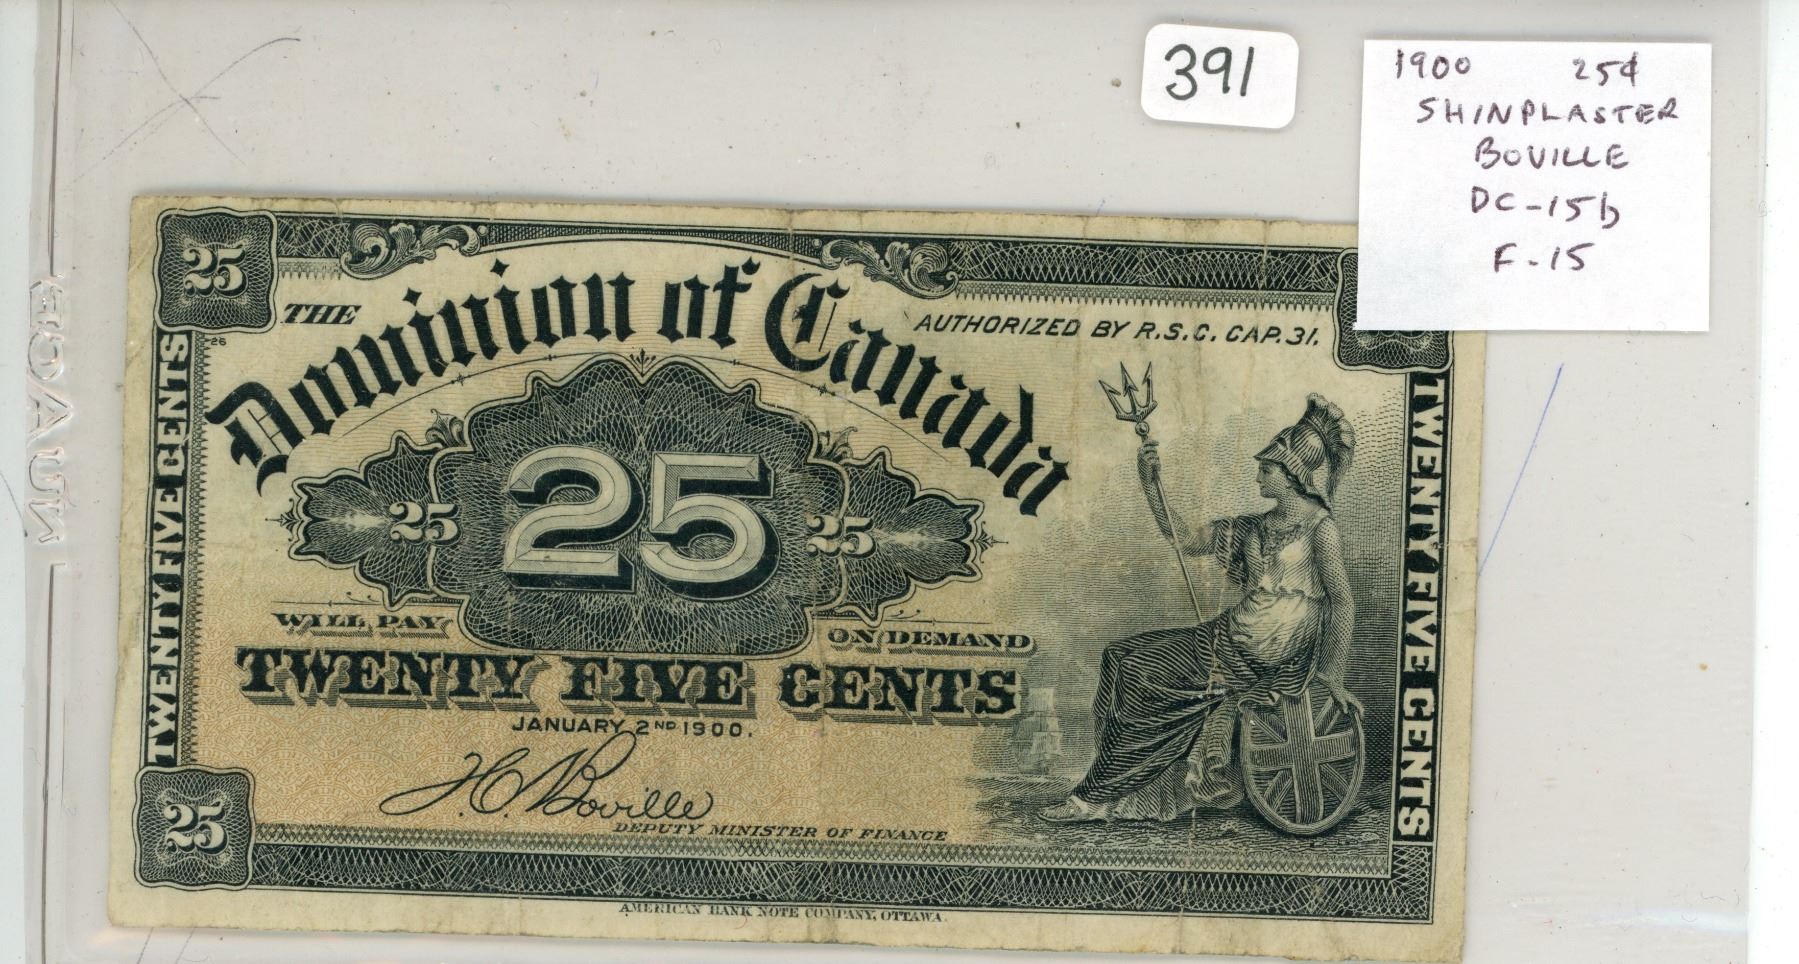 391
1900 25¢
SHINPLASTER
BOVILLE
DC-15b
F-15
25
THE
Dominion of Canada
AUTHORIZED BY R.S.C. CAP. 31.
26
TWENTY FIVE CENTS
TWENTY FIVE CENTS
25
25
25
WILL PAY
ON DEMAND
TWENTY FIVE CENTS
JANUARY 2ND 1900.
J.C. Boville
DEPUTY MINISTER OF FINANCE
25
AMERICAN BANK NOTE COMPANY, OTTAWA.